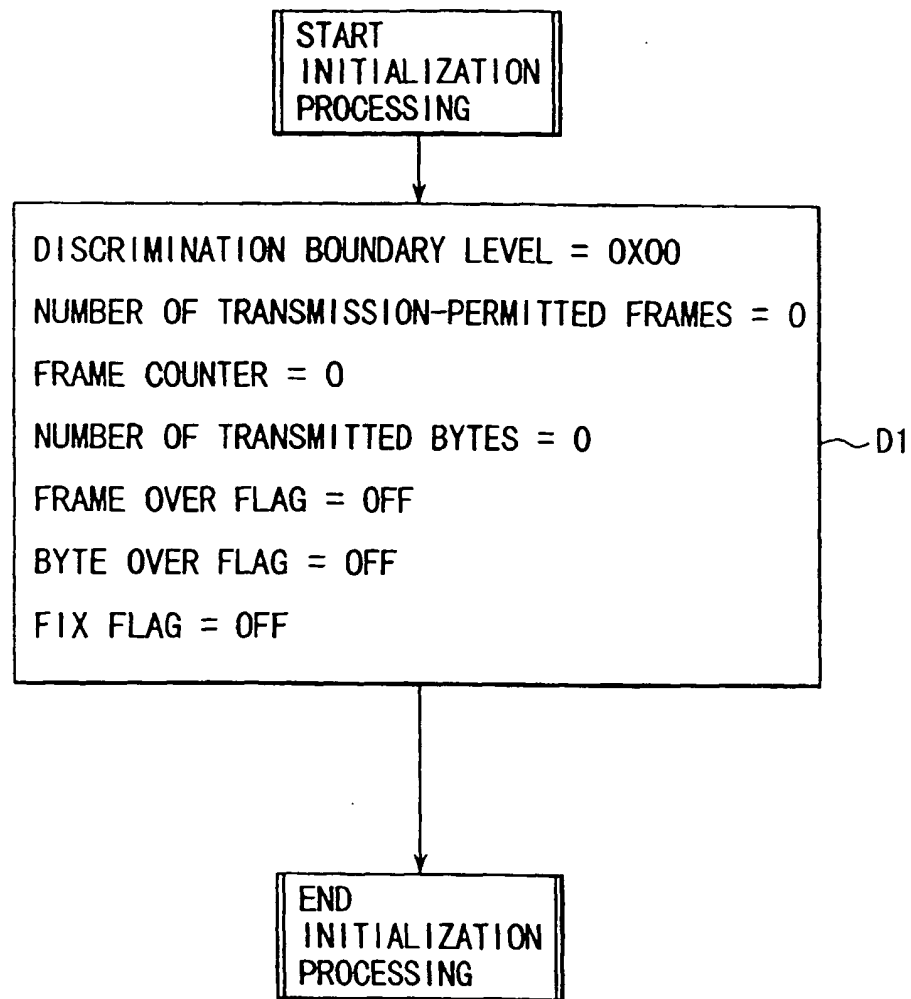 START
INITIALIZATION
PROCESSING
DISCRIMINATION BOUNDARY LEVEL = 0X00
NUMBER OF TRANSMISSION-PERMITTED FRAMES = 0
FRAME COUNTER = 0
NUMBER OF TRANSMITTED BYTES = 0
D1
FRAME OVER FLAG = OFF
BYTE OVER FLAG = OFF
FIX FLAG = OFF
END
INITIALIZATION
PROCESSING